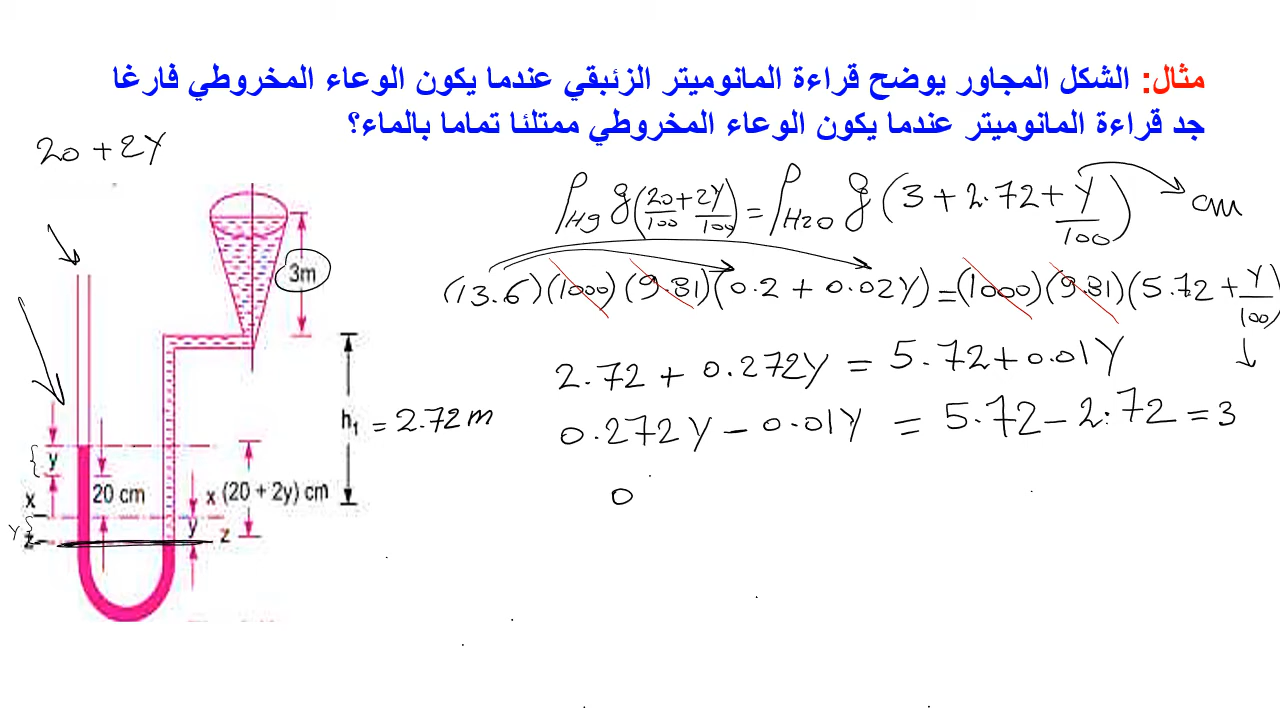 مثال: الشكل المجاور يوضح قراءة المانوميتر الزئبقي عندما يكون الوعاء المخروطي فارغا
جد قراءة المانوميتر عندما يكون الوعاء المخروطي ممتلئا تماما بالماء؟
20 + 2Y
ρHg g(20/100 + 2Y/100) = ρH2O g(3 + 2.72 + Y/100) cm
(13.6)(1000)(9.81)(0.2 + 0.02Y) = (1000)(9.81)(5.72 + Y/100)
2.72 + 0.272Y = 5.72 + 0.01Y
0.272Y - 0.01Y = 5.72 - 2.72 = 3
0
3m
h1 = 2.72 m
y
x
20 cm
x (20 + 2y) cm
Y
z
y z